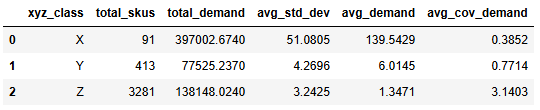 xyz_class total_skus total_demand avg_std_dev avg_demand avg_cov_demand
0 X 91 397002.6740 51.0805 139.5429 0.3852
1 Y 413 77525.2370 4.2696 6.0145 0.7714
2 Z 3281 138148.0240 3.2425 1.3471 3.1403